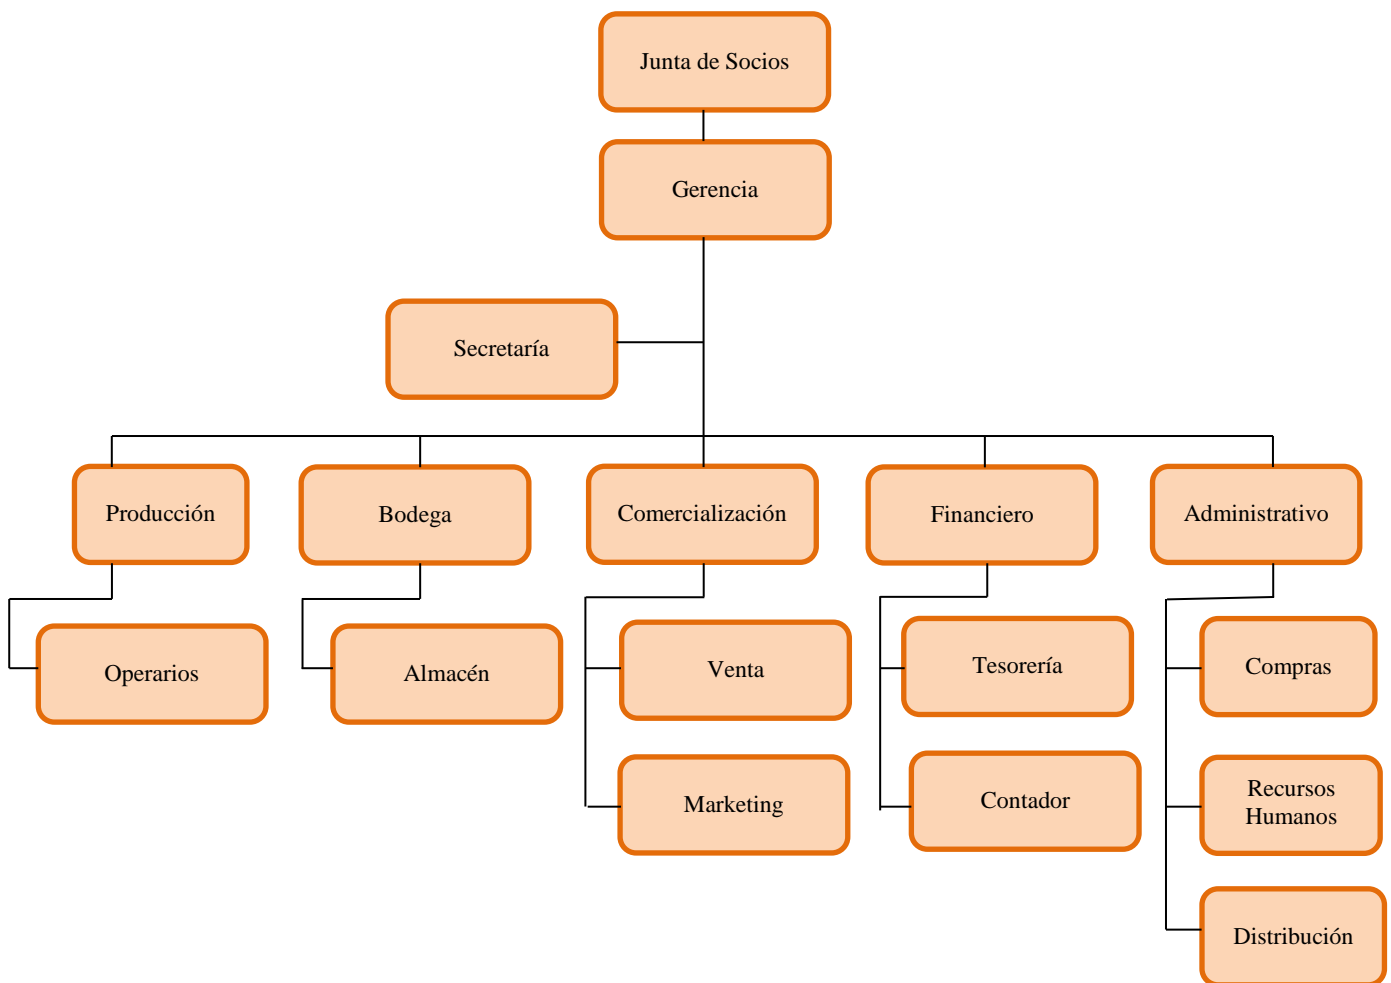 Junta de Socios
Gerencia
Secretaría
Producción
Bodega
Comercialización
Financiero
Administrativo
Operarios
Almacén
Venta
Tesorería
Compras
Marketing
Contador
Recursos
Humanos
Distribución